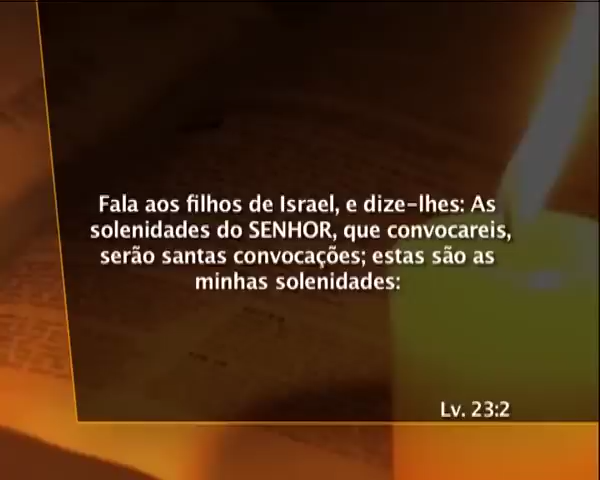 Fala aos filhos de Israel, e dize-lhes: As
solenidades do SENHOR, que convocareis,
serão santas convocações; estas são as
minhas solenidades:
Lv. 23:2